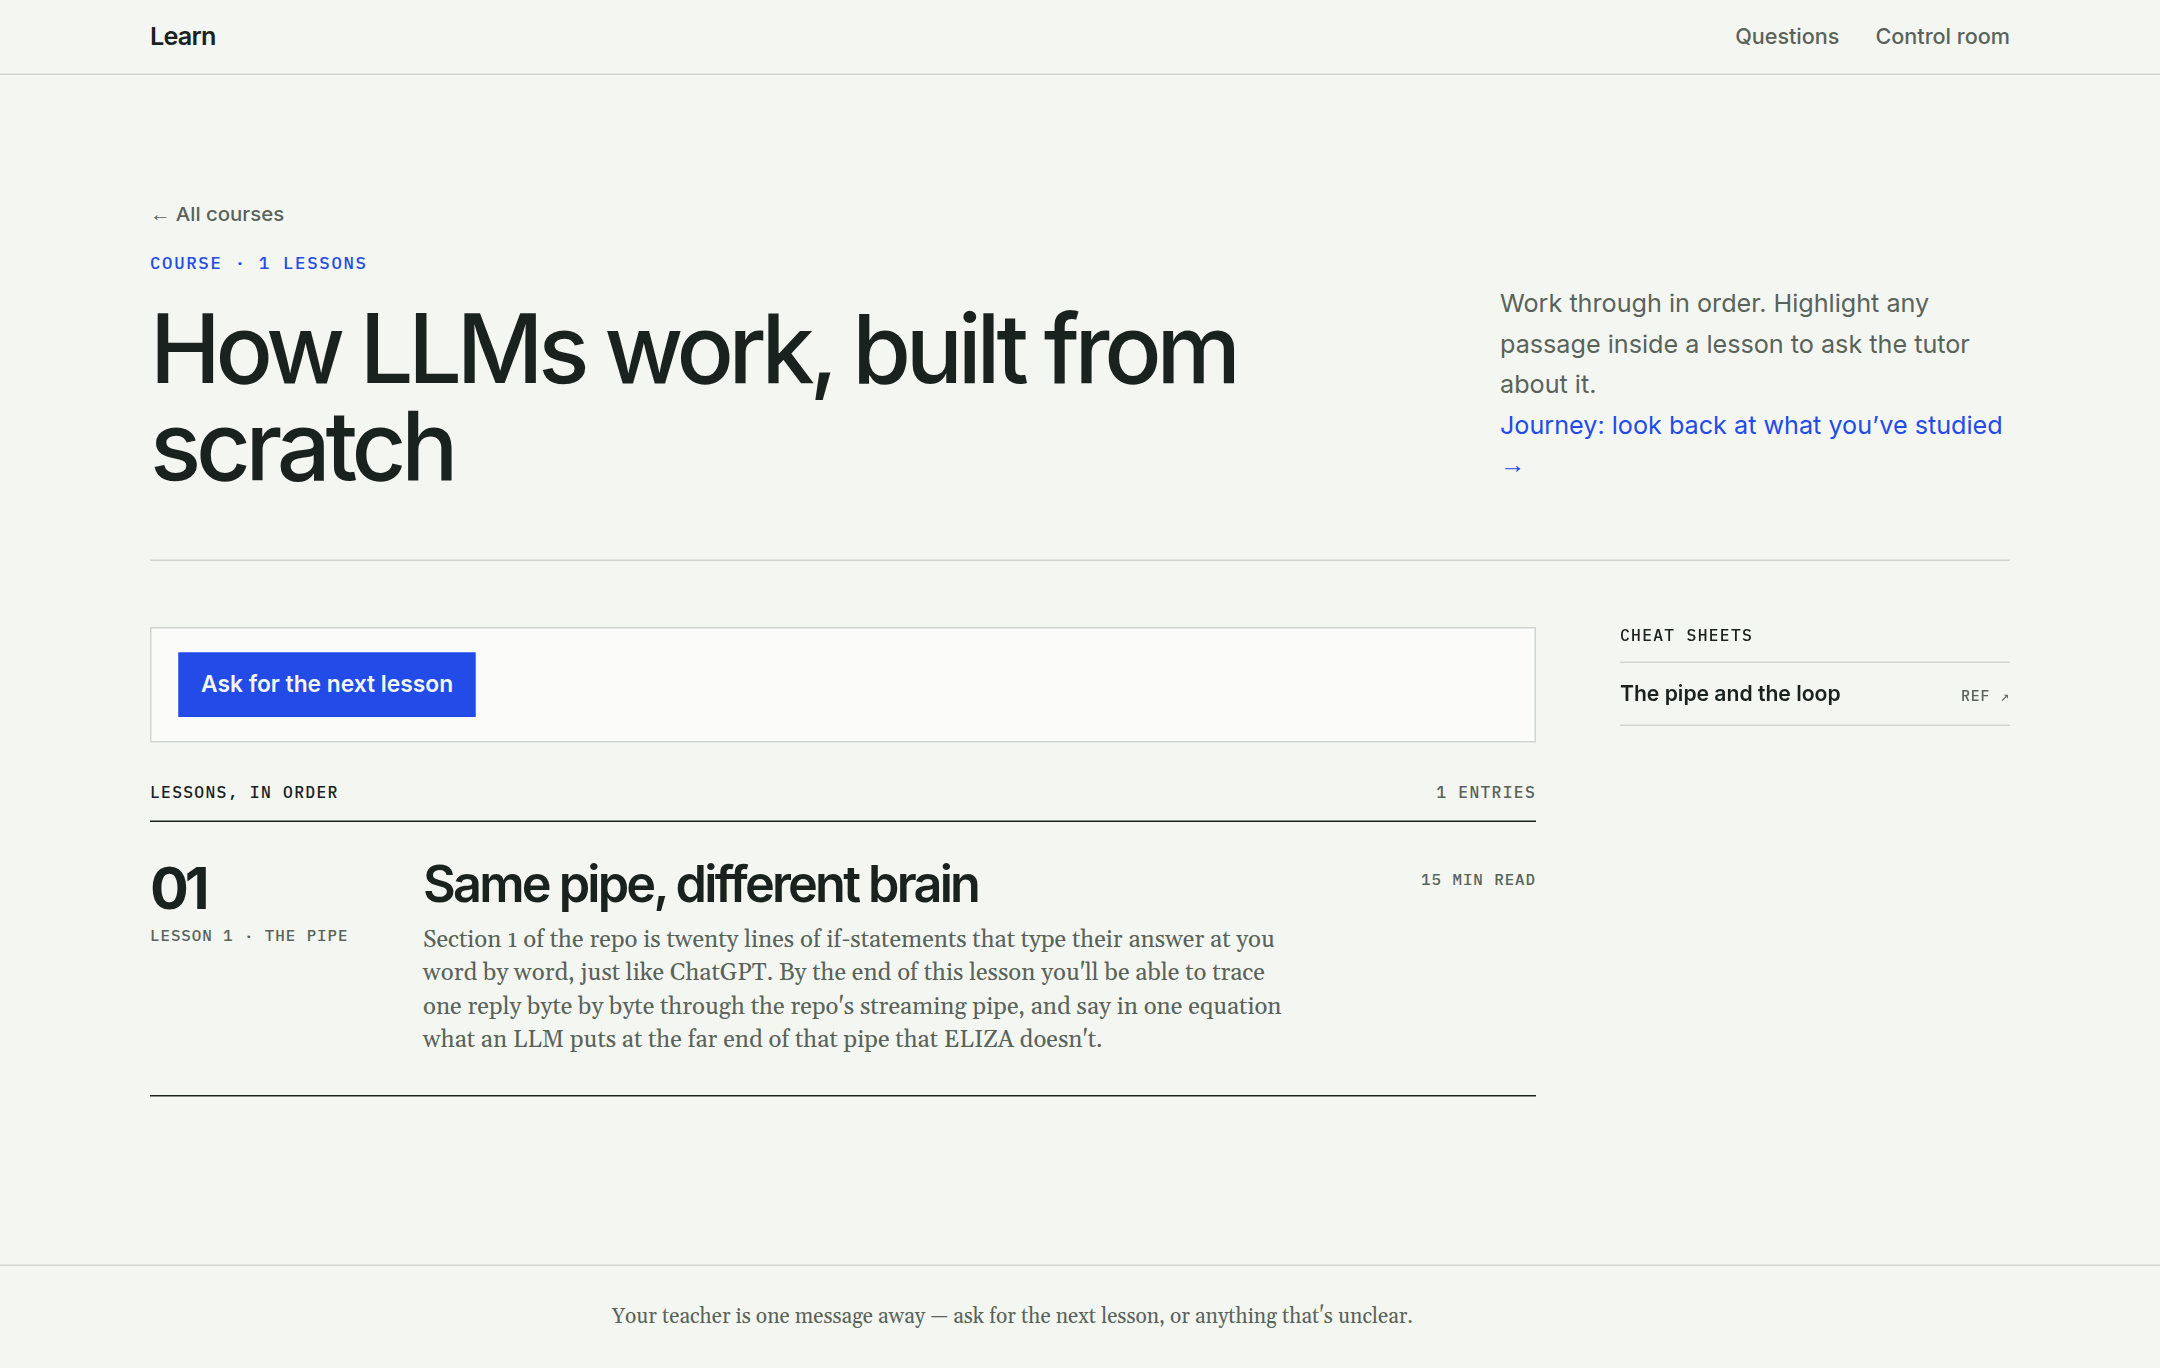 Learn
Questions
Control room
← All courses
COURSE · 1 LESSONS
How LLMs work, built from
scratch
Work through in order. Highlight any
passage inside a lesson to ask the tutor
about it.
Journey: look back at what you’ve studied
→
Ask for the next lesson
CHEAT SHEETS
The pipe and the loop
REF ↗
LESSONS, IN ORDER
1 ENTRIES
01
LESSON 1 · THE PIPE
Same pipe, different brain
15 MIN READ
Section 1 of the repo is twenty lines of if-statements that type their answer at you
word by word, just like ChatGPT. By the end of this lesson you'll be able to trace
one reply byte by byte through the repo's streaming pipe, and say in one equation
what an LLM puts at the far end of that pipe that ELIZA doesn't.
Your teacher is one message away — ask for the next lesson, or anything that's unclear.